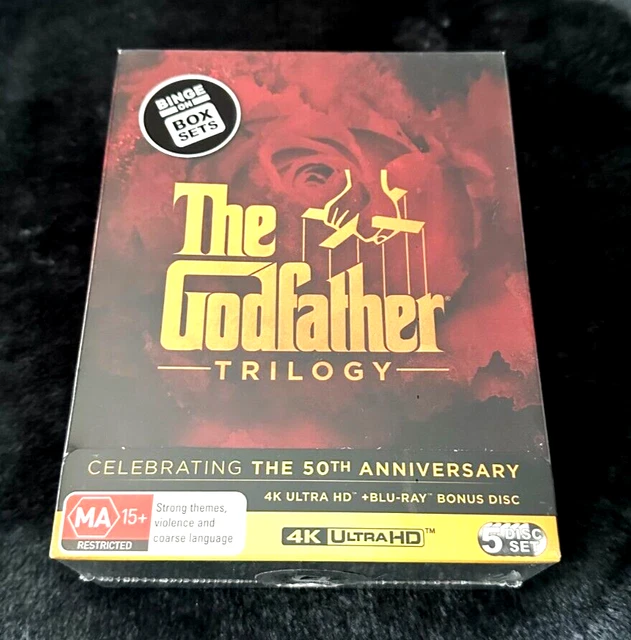 BINGE
ON
BOX
SETS
The
Godfather
TRILOGY
CELEBRATING THE 50TH ANNIVERSARY
4K ULTRA HD™ +BLU-RAY™ BONUS DISC
MA 15+
RESTRICTED
Strong themes,
violence and
coarse language
4K ULTRA HD™
5 DISC
SET